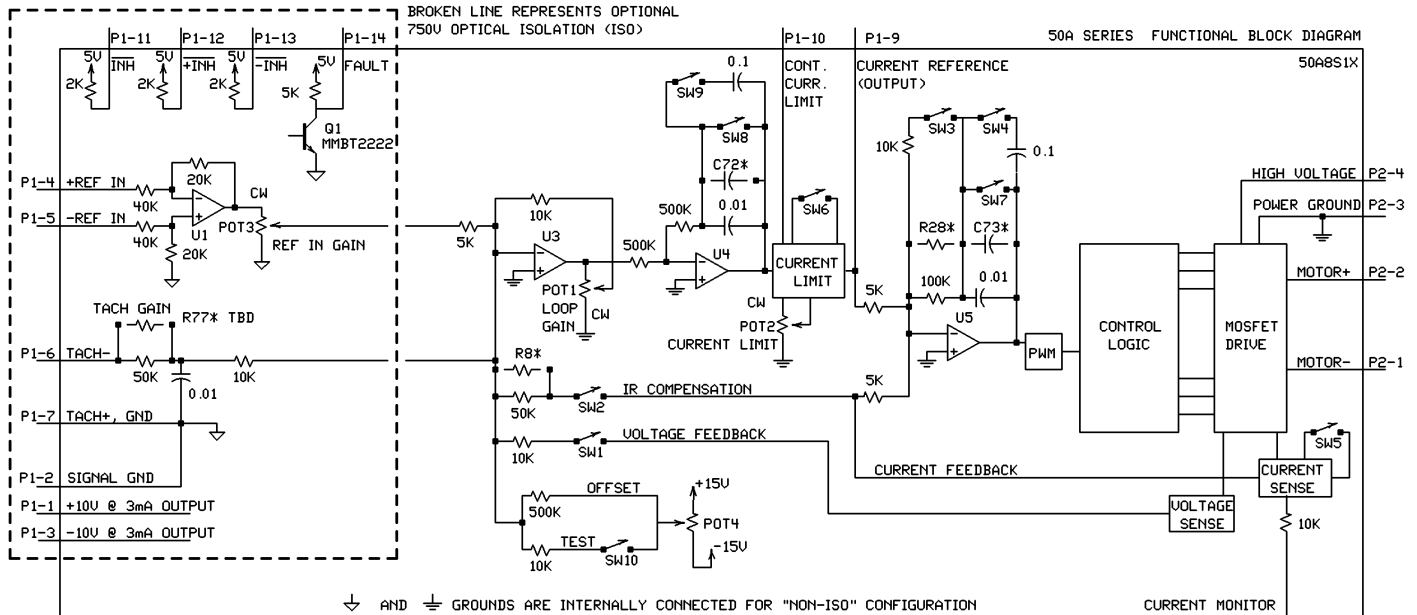 BROKEN LINE REPRESENTS OPTIONAL
750V OPTICAL ISOLATION (ISO)
50A SERIES FUNCTIONAL BLOCK DIAGRAM
50A8S1X
P1-11
INH
P1-12
+INH
P1-13
-INH
P1-14
FAULT
5V
2K
5V
2K
5V
2K
5V
5K
Q1
MMBT2222
P1-4 +REF IN
P1-5 -REF IN
40K
40K
20K
20K
U1
CW
POT3
REF IN GAIN
TACH GAIN
R77* TBD
P1-6 TACH-
50K
10K
0.01
P1-7 TACH+, GND
P1-2 SIGNAL GND
P1-1 +10V @ 3mA OUTPUT
P1-3 -10V @ 3mA OUTPUT
5K
10K
U3
POT1
LOOP
GAIN
CW
500K
500K
SW9
0.1
SW8
C72*
0.01
U4
P1-10
CONT.
CURR.
LIMIT
P1-9
CURRENT REFERENCE
(OUTPUT)
SW6
CURRENT
LIMIT
CW
POT2
CURRENT LIMIT
5K
5K
10K
SW3
SW4
0.1
SW7
R28*
C73*
100K
0.01
U5
PWM
CONTROL
LOGIC
MOSFET
DRIVE
HIGH VOLTAGE P2-4
POWER GROUND P2-3
MOTOR+ P2-2
MOTOR- P2-1
R8*
50K
SW2
IR COMPENSATION
10K
SW1
VOLTAGE FEEDBACK
CURRENT FEEDBACK
SW5
CURRENT
SENSE
VOLTAGE
SENSE
10K
OFFSET
500K
TEST
10K
SW10
+15V
POT4
-15V
AND GROUNDS ARE INTERNALLY CONNECTED FOR "NON-ISO" CONFIGURATION
CURRENT MONITOR